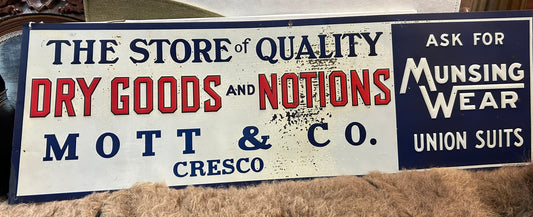 THE STORE of QUALITY
DRY GOODS AND NOTIONS
MOTT & CO.
CRESCO
ASK FOR
MUNSING
WEAR
UNION SUITS